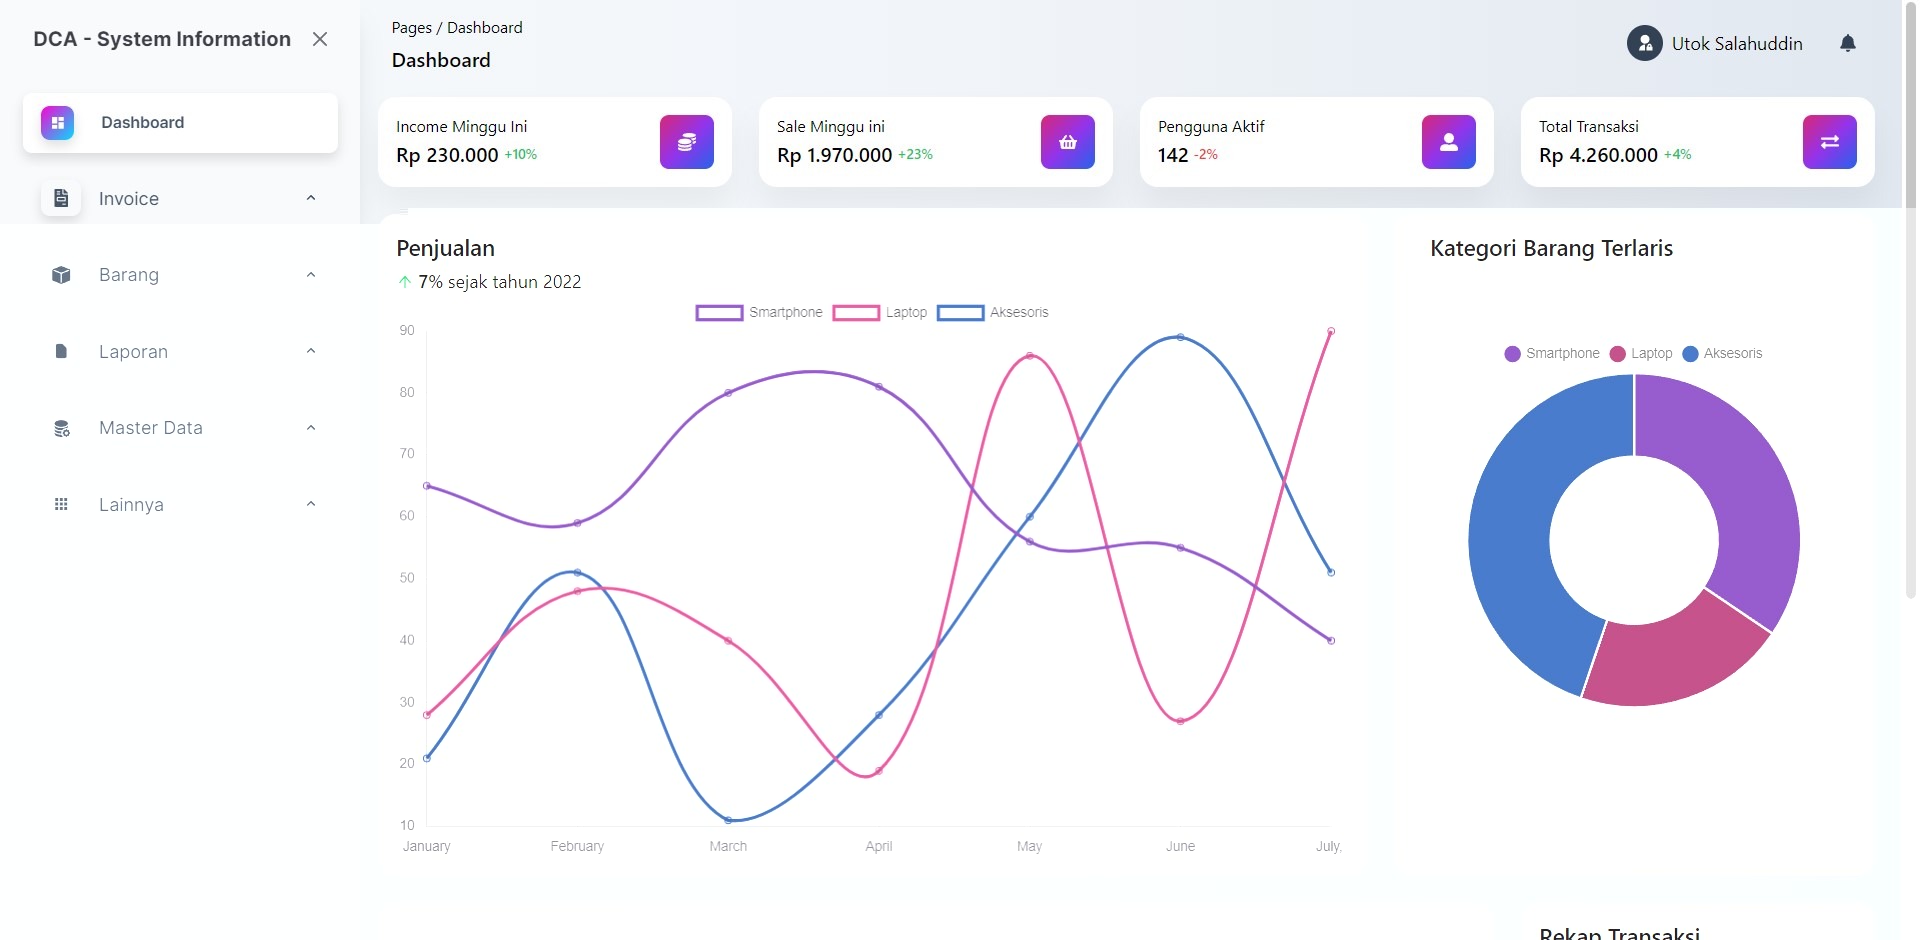 DCA - System Information
Dashboard
Invoice
Barang
Laporan
Master Data
Lainnya
Pages / Dashboard
Dashboard
Utok Salahuddin
Income Minggu Ini
Rp 230.000 +10%
Sale Minggu ini
Rp 1.970.000 +23%
Pengguna Aktif
142 -2%
Total Transaksi
Rp 4.260.000 +4%
Penjualan
7% sejak tahun 2022
Smartphone Laptop Aksesoris
90
80
70
60
50
40
30
20
10
January February March April May June July,
Kategori Barang Terlaris
Smartphone Laptop Aksesoris
Rekap Transaksi